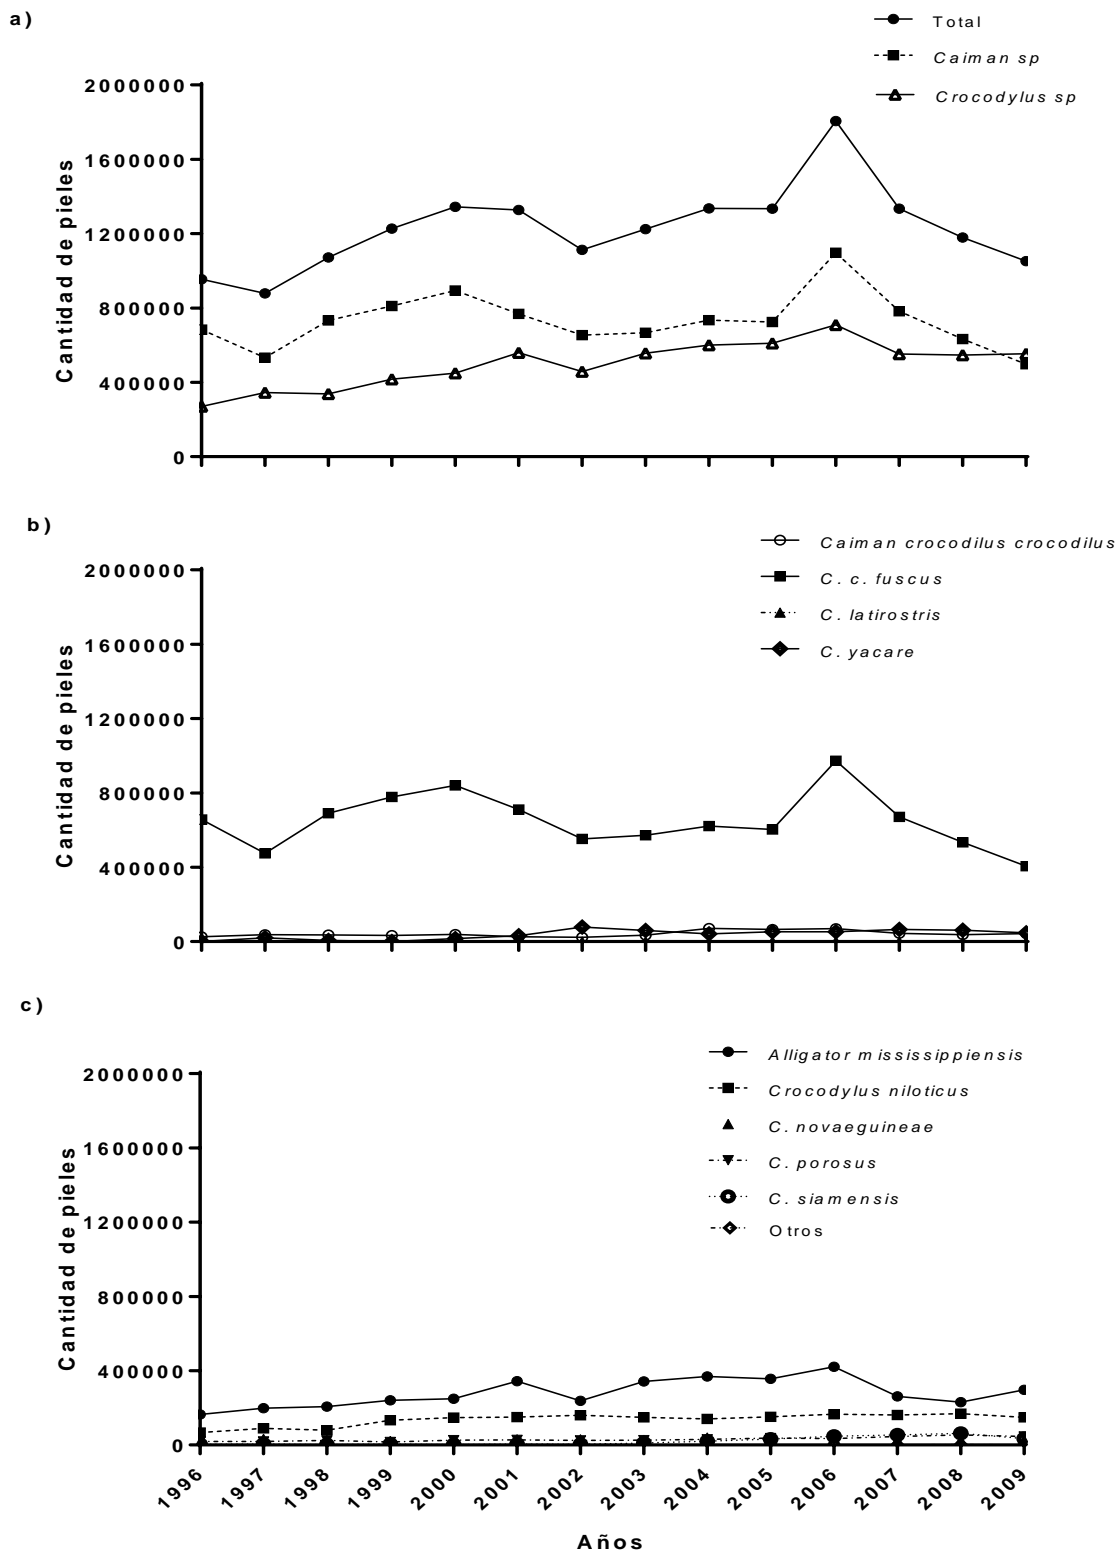 a)
Total
Caiman sp
Crocodylus sp
Cantidad de pieles
2000000
1600000
1200000
800000
400000
0
b)
Caiman crocodilus crocodilus
C. c. fuscus
C. latirostris
C. yacare
Cantidad de pieles
2000000
1600000
1200000
800000
400000
0
c)
Alligator mississippiensis
Crocodylus niloticus
C. novaeguineae
C. porosus
C. siamensis
Otros
Cantidad de pieles
2000000
1600000
1200000
800000
400000
0
1996 1997 1998 1999 2000 2001 2002 2003 2004 2005 2006 2007 2008 2009
Años